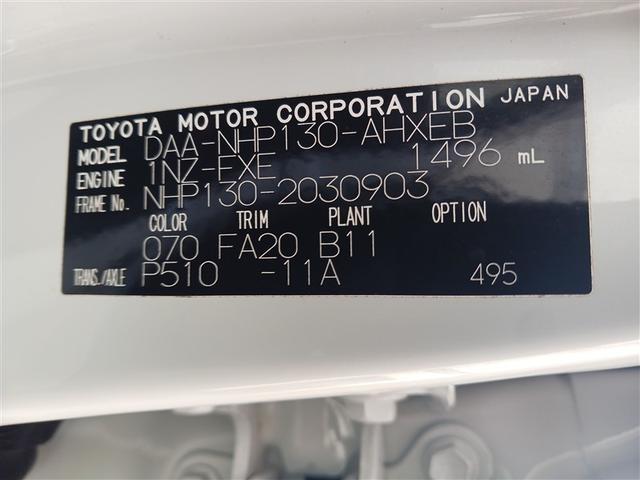 TOYOTA MOTOR CORPORATION JAPAN
MODEL DAA-NHP130-AHXEB
ENGINE 1NZ-EXE 1496 mL
FRAME No. NHP130-2030903
COLOR TRIM PLANT OPTION
070 FA20 B11
TRANS./AXLE P510 -11A 495